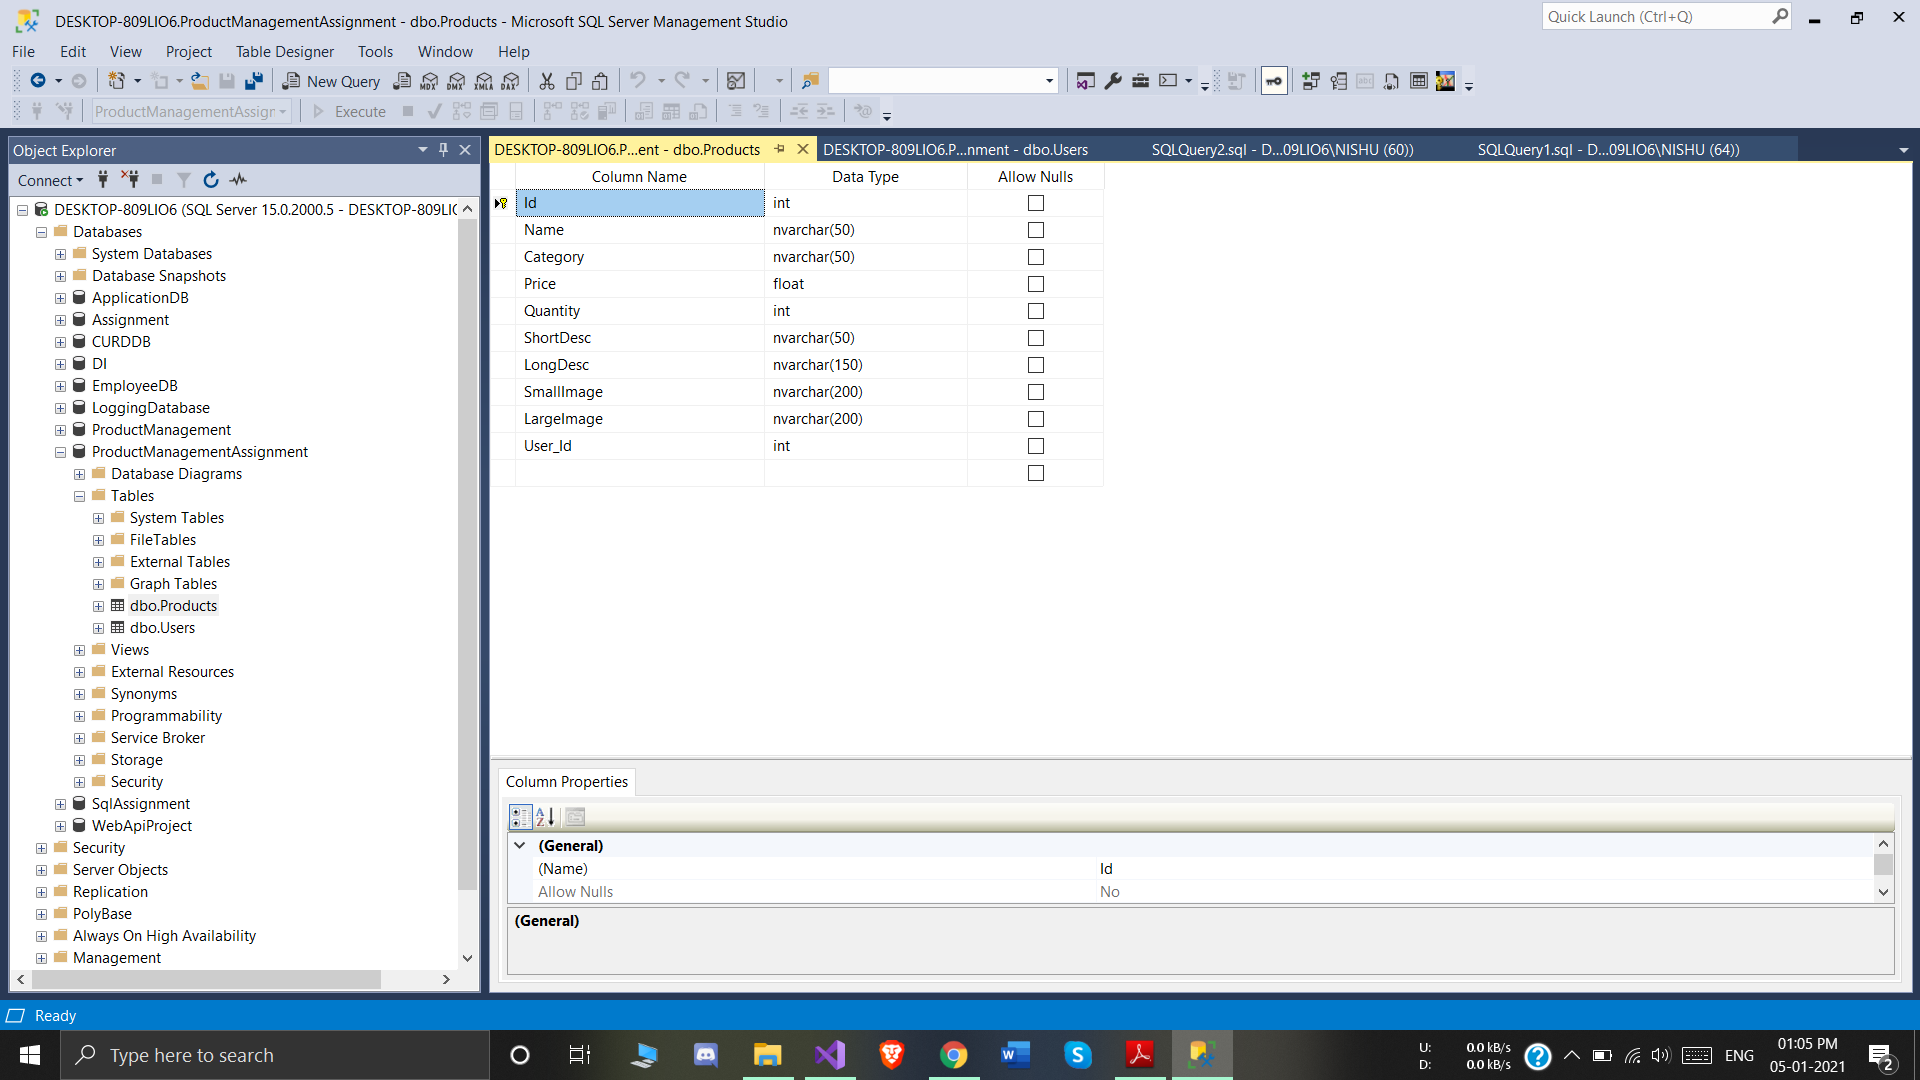 DESKTOP-809LIO6.ProductManagementAssignment - dbo.Products - Microsoft SQL Server Management Studio
Quick Launch (Ctrl+Q)
File Edit View Project Table Designer Tools Window Help
New Query
MDX DMX XMLA DAX
ProductManagementAssigr
Execute
Object Explorer
Connect
DESKTOP-809LIO6 (SQL Server 15.0.2000.5 - DESKTOP-809LI
Databases
System Databases
Database Snapshots
ApplicationDB
Assignment
CURDDB
DI
EmployeeDB
LoggingDatabase
ProductManagement
ProductManagementAssignment
Database Diagrams
Tables
System Tables
FileTables
External Tables
Graph Tables
dbo.Products
dbo.Users
Views
External Resources
Synonyms
Programmability
Service Broker
Storage
Security
SqlAssignment
WebApiProject
Security
Server Objects
Replication
PolyBase
Always On High Availability
Management
DESKTOP-809LIO6.P...ent - dbo.Products
DESKTOP-809LIO6.P...nment - dbo.Users
SQLQuery2.sql - D...09LIO6\NISHU (60))
SQLQuery1.sql - D...09LIO6\NISHU (64))
Column Name Data Type Allow Nulls
Id int
Name nvarchar(50)
Category nvarchar(50)
Price float
Quantity int
ShortDesc nvarchar(50)
LongDesc nvarchar(150)
SmallImage nvarchar(200)
LargeImage nvarchar(200)
User_Id int
Column Properties
(General)
(Name) Id
Allow Nulls No
(General)
Ready
Type here to search
U: 0.0 kB/s
D: 0.0 kB/s
ENG
01:05 PM
05-01-2021
2